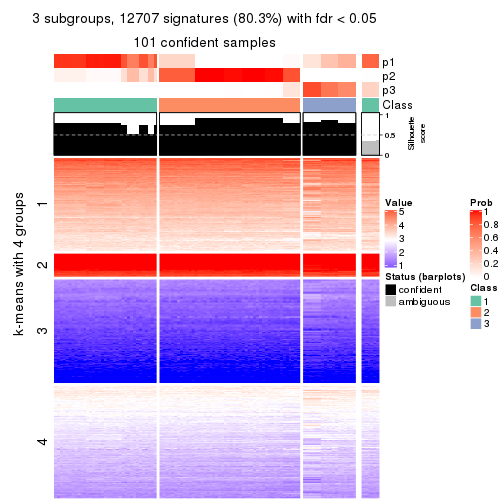 3 subgroups, 12707 signatures (80.3%) with fdr < 0.05
101 confident samples
p1
p2
p3
Class
1
0.5
0
Silhouette
score
k-means with 4 groups
1
2
3
4
Value
5
4
3
2
1
Status (barplots)
confident
ambiguous
Prob
1
0.8
0.6
0.4
0.2
0
Class
1
2
3